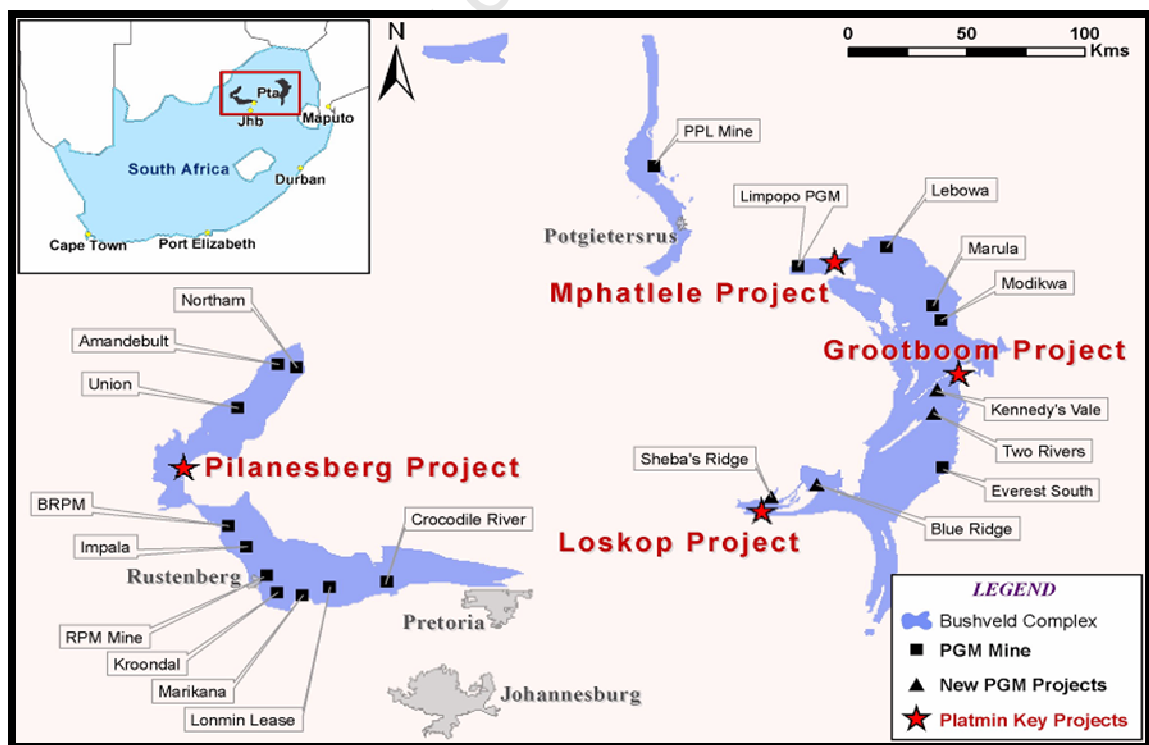 N
0 50 100
Kms
Pta
Jhb
Maputo
South Africa
Durban
Cape Town
Port Elizabeth
PPL Mine
Limpopo PGM
Lebowa
Potgietersrus
Marula
Modikwa
Mphatlele Project
Northam
Amandebult
Grootboom Project
Union
Kennedy's Vale
Two Rivers
Sheba's Ridge
Pilanesberg Project
Everest South
BRPM
Crocodile River
Blue Ridge
Impala
Loskop Project
Rustenberg
Pretoria
RPM Mine
Kroondal
Marikana
Lonmin Lease
Johannesburg
LEGEND
Bushveld Complex
PGM Mine
New PGM Projects
Platmin Key Projects